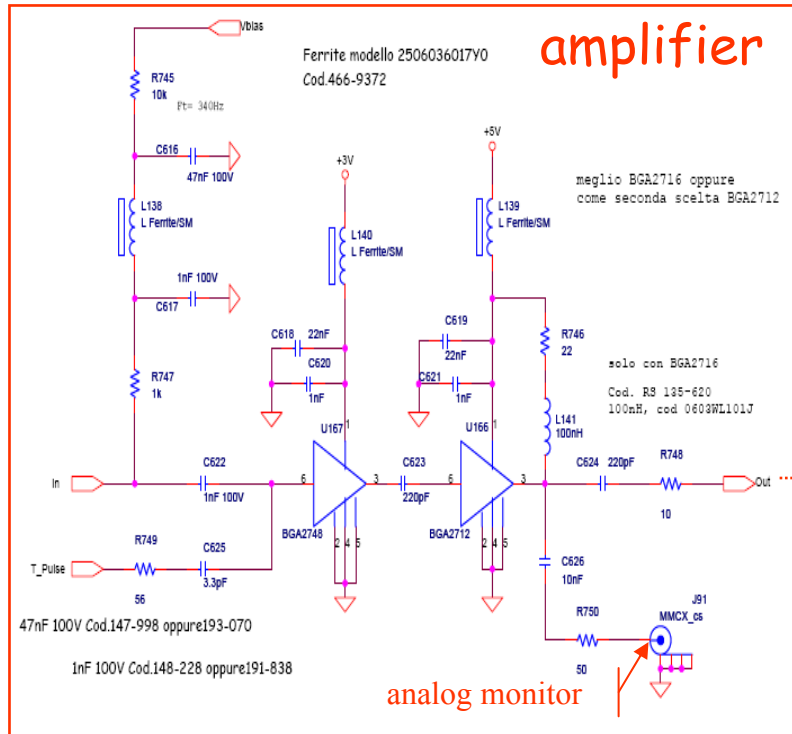 amplifier
Vbias
Ferrite modello 2506036017Y0
Cod.466-9372
R745
10k
Ft= 340Hz
C616
47nF 100V
+3V
+5V
meglio BGA2716 oppure
come seconda scelta BGA2712
L138
L Ferrite/SM
L140
L Ferrite/SM
L139
L Ferrite/SM
1nF 100V
C617
C618
22nF
C620
1nF
C619
22nF
C621
1nF
R746
22
solo con BGA2716
Cod. RS 135-620
100nH, cod 0603WL101J
R747
1k
L141
100nH
U167
1
U166
1
In
C622
1nF 100V
6
3
C623
220pF
6
3
C624
220pF
R748
10
Out
BGA2748
2
4
5
BGA2712
2
4
5
T_Pulse
R749
56
C625
3.3pF
C626
10nF
47nF 100V Cod.147-998 oppure193-070
R750
50
J91
MMCX_cs
1nF 100V Cod.148-228 oppure191-838
analog monitor